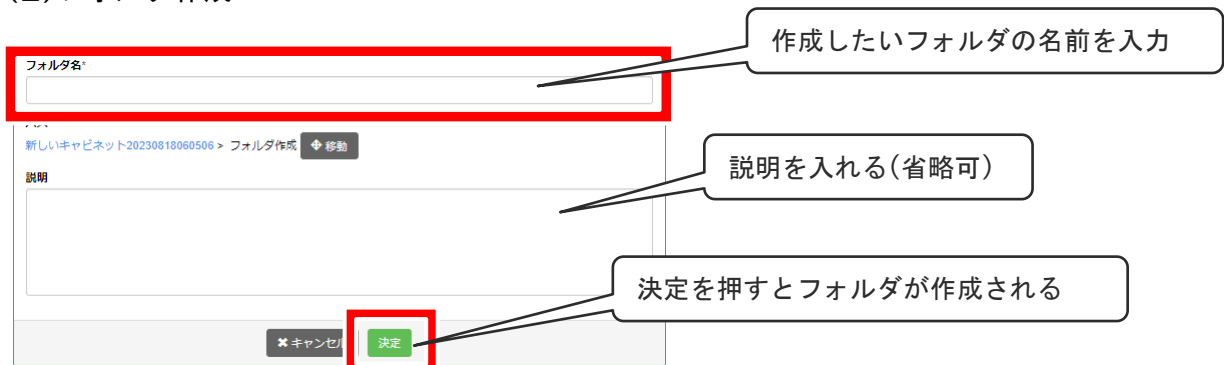 作成したいフォルダの名前を入力
フォルダ名*
新しいキャビネット20230818060506 > フォルダ作成 移動
説明を入れる(省略可)
説明
決定を押すとフォルダが作成される
キャンセル 決定